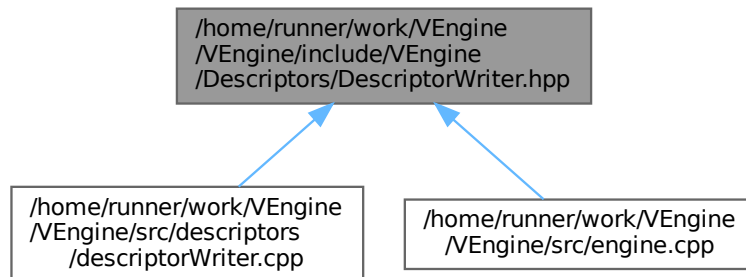 /home/runner/work/VEngine
/VEngine/include/VEngine
/Descriptors/DescriptorWriter.hpp
/home/runner/work/VEngine
/VEngine/src/descriptors
/descriptorWriter.cpp
/home/runner/work/VEngine
/VEngine/src/engine.cpp